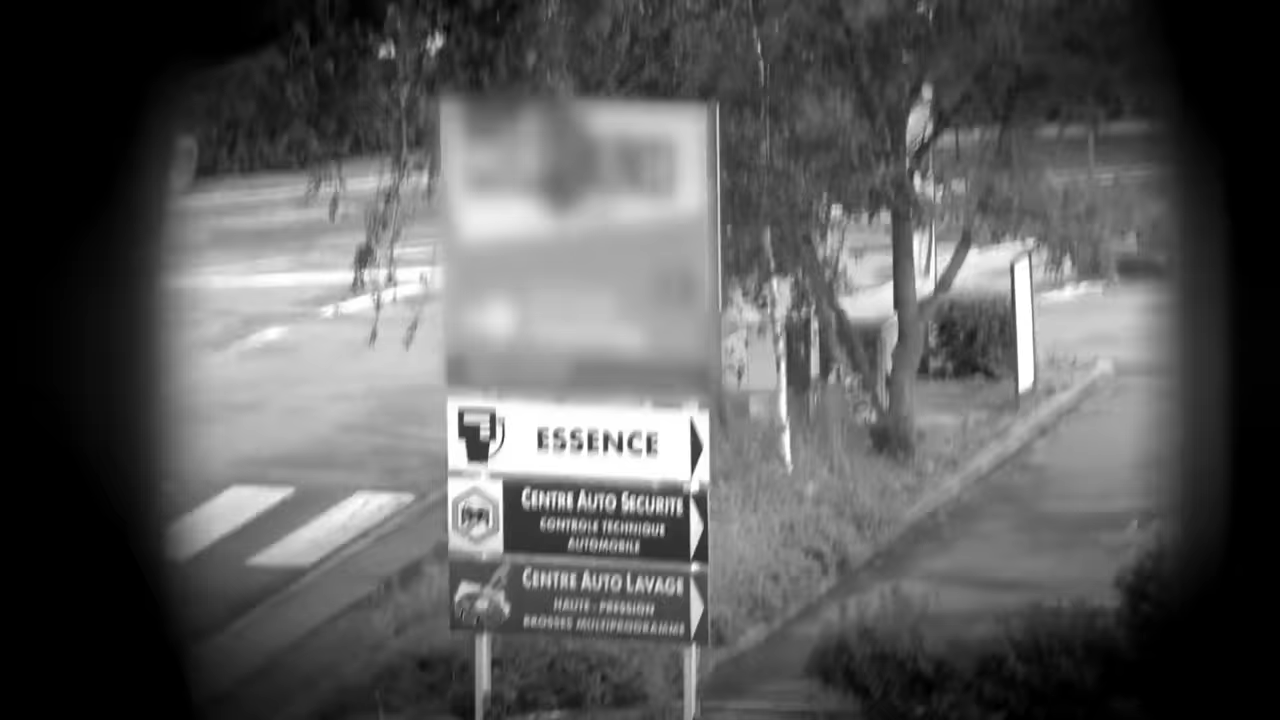 ESSENCE
CENTRE AUTO SECURITE
CONTROLE TECHNIQUE
AUTOMOBILE
CENTRE AUTO LAVAGE
HAUTE - PRESSION
BROSSES MULTIPROGRAMME